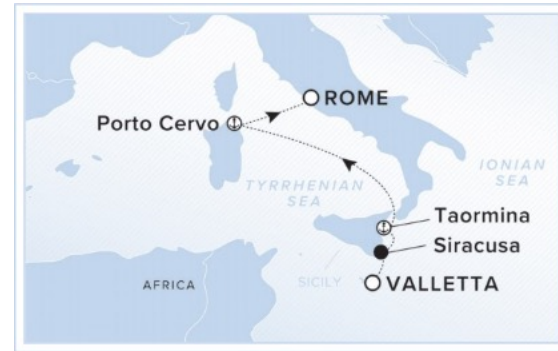 ROME
Porto Cervo
IONIAN
SEA
TYRRHENIAN
SEA
Taormina
Siracusa
AFRICA
SICILY
VALLETTA